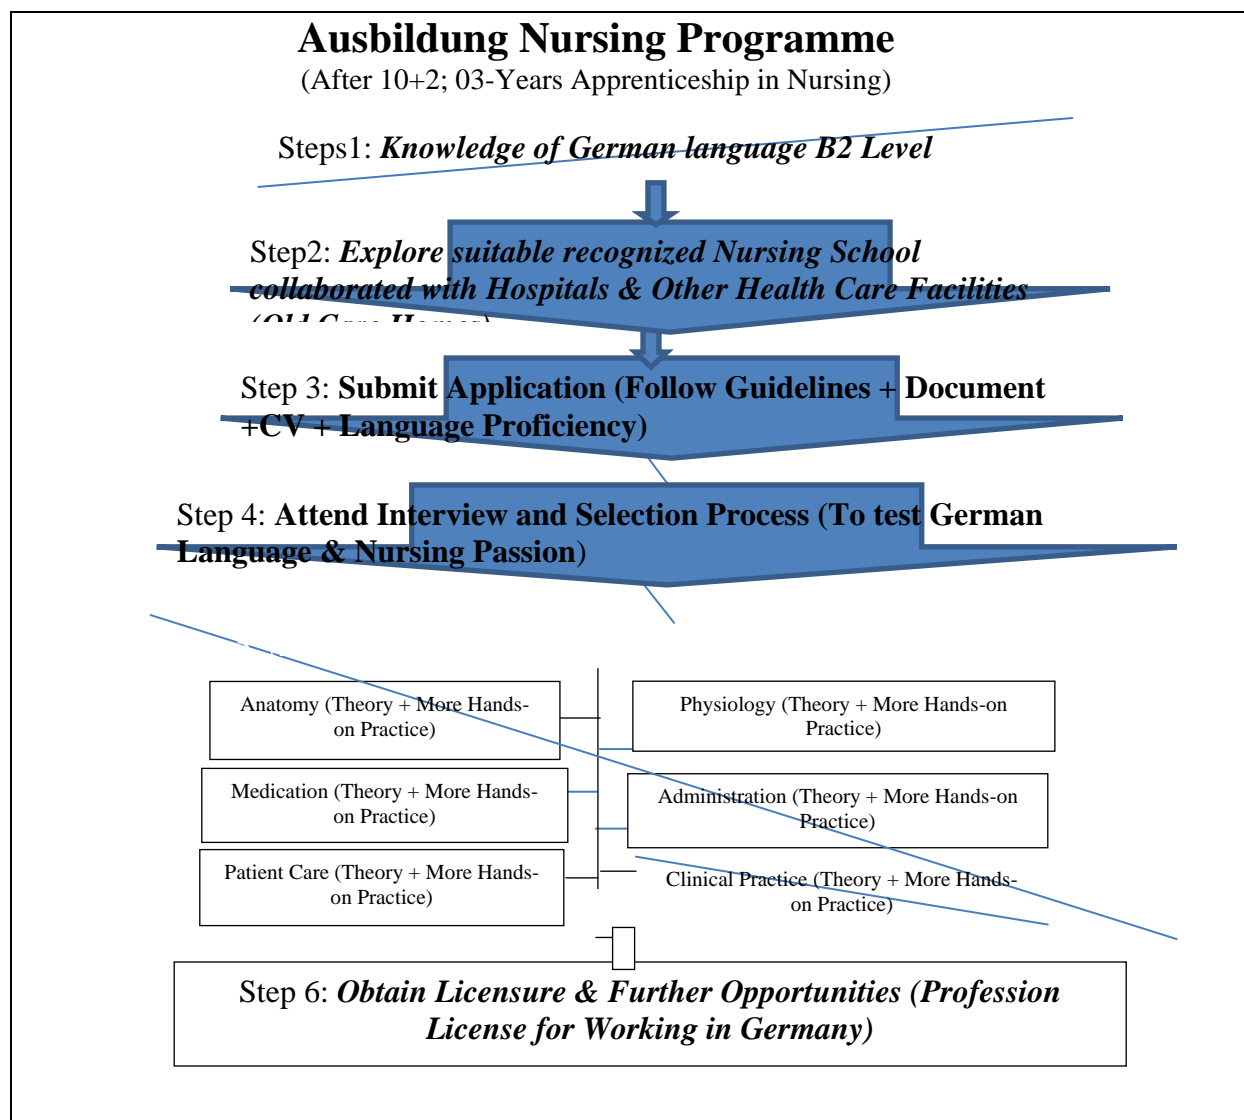 Ausbildung Nursing Programme
(After 10+2; 03-Years Apprenticeship in Nursing)
Steps1: Knowledge of German language B2 Level
Step2: Explore suitable recognized Nursing School
collaborated with Hospitals & Other Health Care Facilities
(Old Care Homes)
Step 3: Submit Application (Follow Guidelines + Document
+CV + Language Proficiency)
Step 4: Attend Interview and Selection Process (To test German
Language & Nursing Passion)
Anatomy (Theory + More Hands-
on Practice)
Physiology (Theory + More Hands-on
Practice)
Medication (Theory + More Hands-
on Practice)
Administration (Theory + More Hands-on
Practice)
Patient Care (Theory + More Hands-
on Practice)
Clinical Practice (Theory + More Hands-
on Practice)
Step 6: Obtain Licensure & Further Opportunities (Profession
License for Working in Germany)